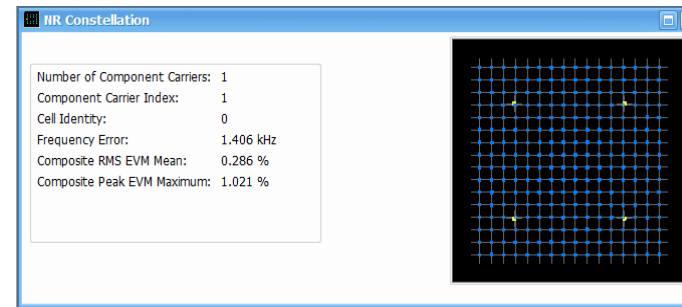 NR Constellation
Number of Component Carriers: 1
Component Carrier Index: 1
Cell Identity: 0
Frequency Error: 1.406 kHz
Composite RMS EVM Mean: 0.286 %
Composite Peak EVM Maximum: 1.021 %